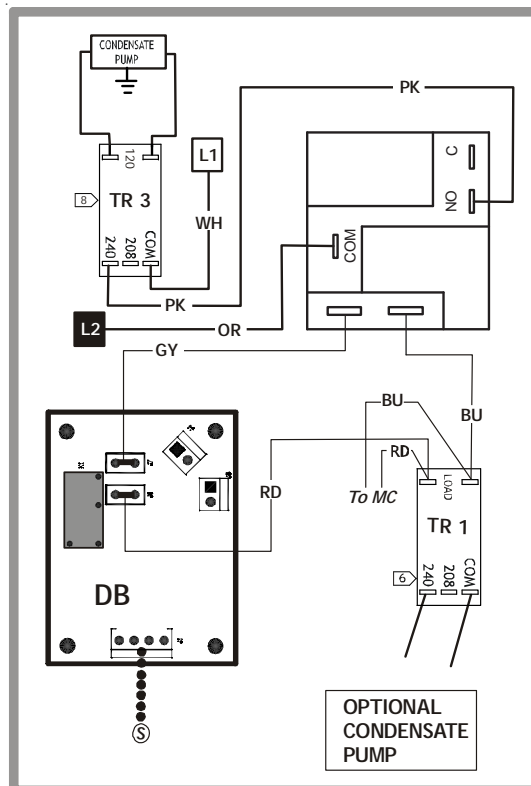 CONDENSATE
PUMP
PK
L1
C
120
TR 3
8
NO
WH
COM
240
208
COM
PK
L2
OR
GY
BU
BU
RD
RD
LOAD
To MC
TR 1
DB
6
240
208
COM
S
OPTIONAL
CONDENSATE
PUMP